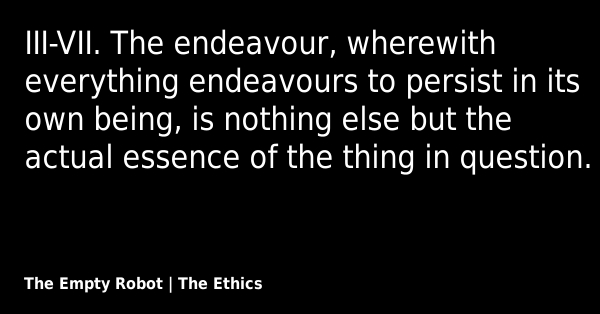 III-VII. The endeavour, wherewith
everything endeavours to persist in its
own being, is nothing else but the
actual essence of the thing in question.
The Empty Robot | The Ethics